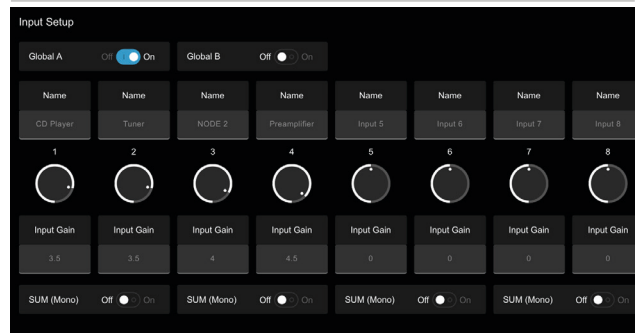 Input Setup
Global A Off On Global B Off On
Name Name Name Name Name Name Name Name
CD Player Tuner NODE 2 Preamplifier Input 5 Input 6 Input 7 Input 8
1 2 3 4 5 6 7 8
Input Gain Input Gain Input Gain Input Gain Input Gain Input Gain Input Gain Input Gain
3.5 3.5 4 4.5 0 0 0 0
SUM (Mono) Off On SUM (Mono) Off On SUM (Mono) Off On SUM (Mono) Off On